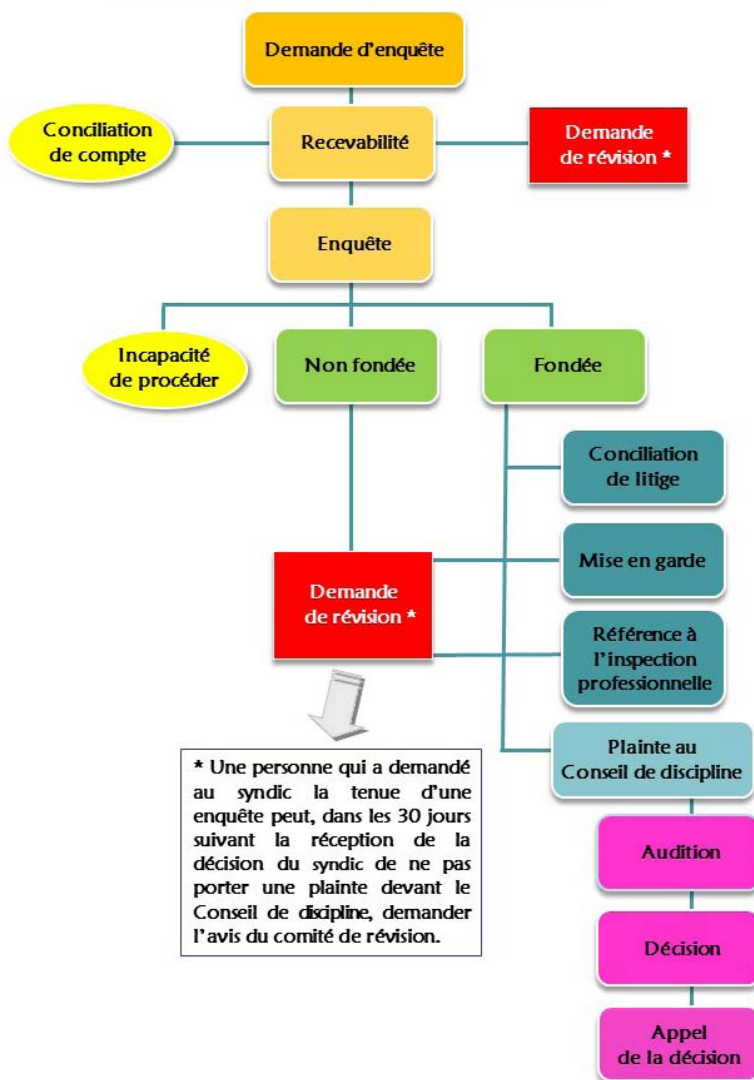 Demande d'enquête
Conciliation
de compte
Recevabilité
Demande
de révision *
Enquête
Incapacité
de procéder
Non fondée
Fondée
Conciliation
de litige
Mise en garde
Demande
de révision *
Référence à
l'inspection
professionnelle
Plainte au
Conseil de discipline
* Une personne qui a demandé
au syndic la tenue d'une
enquête peut, dans les 30 jours
suivant la réception de la
décision du syndic de ne pas
porter une plainte devant le
Conseil de discipline, demander
l'avis du comité de révision.
Audition
Décision
Appel
de la décision